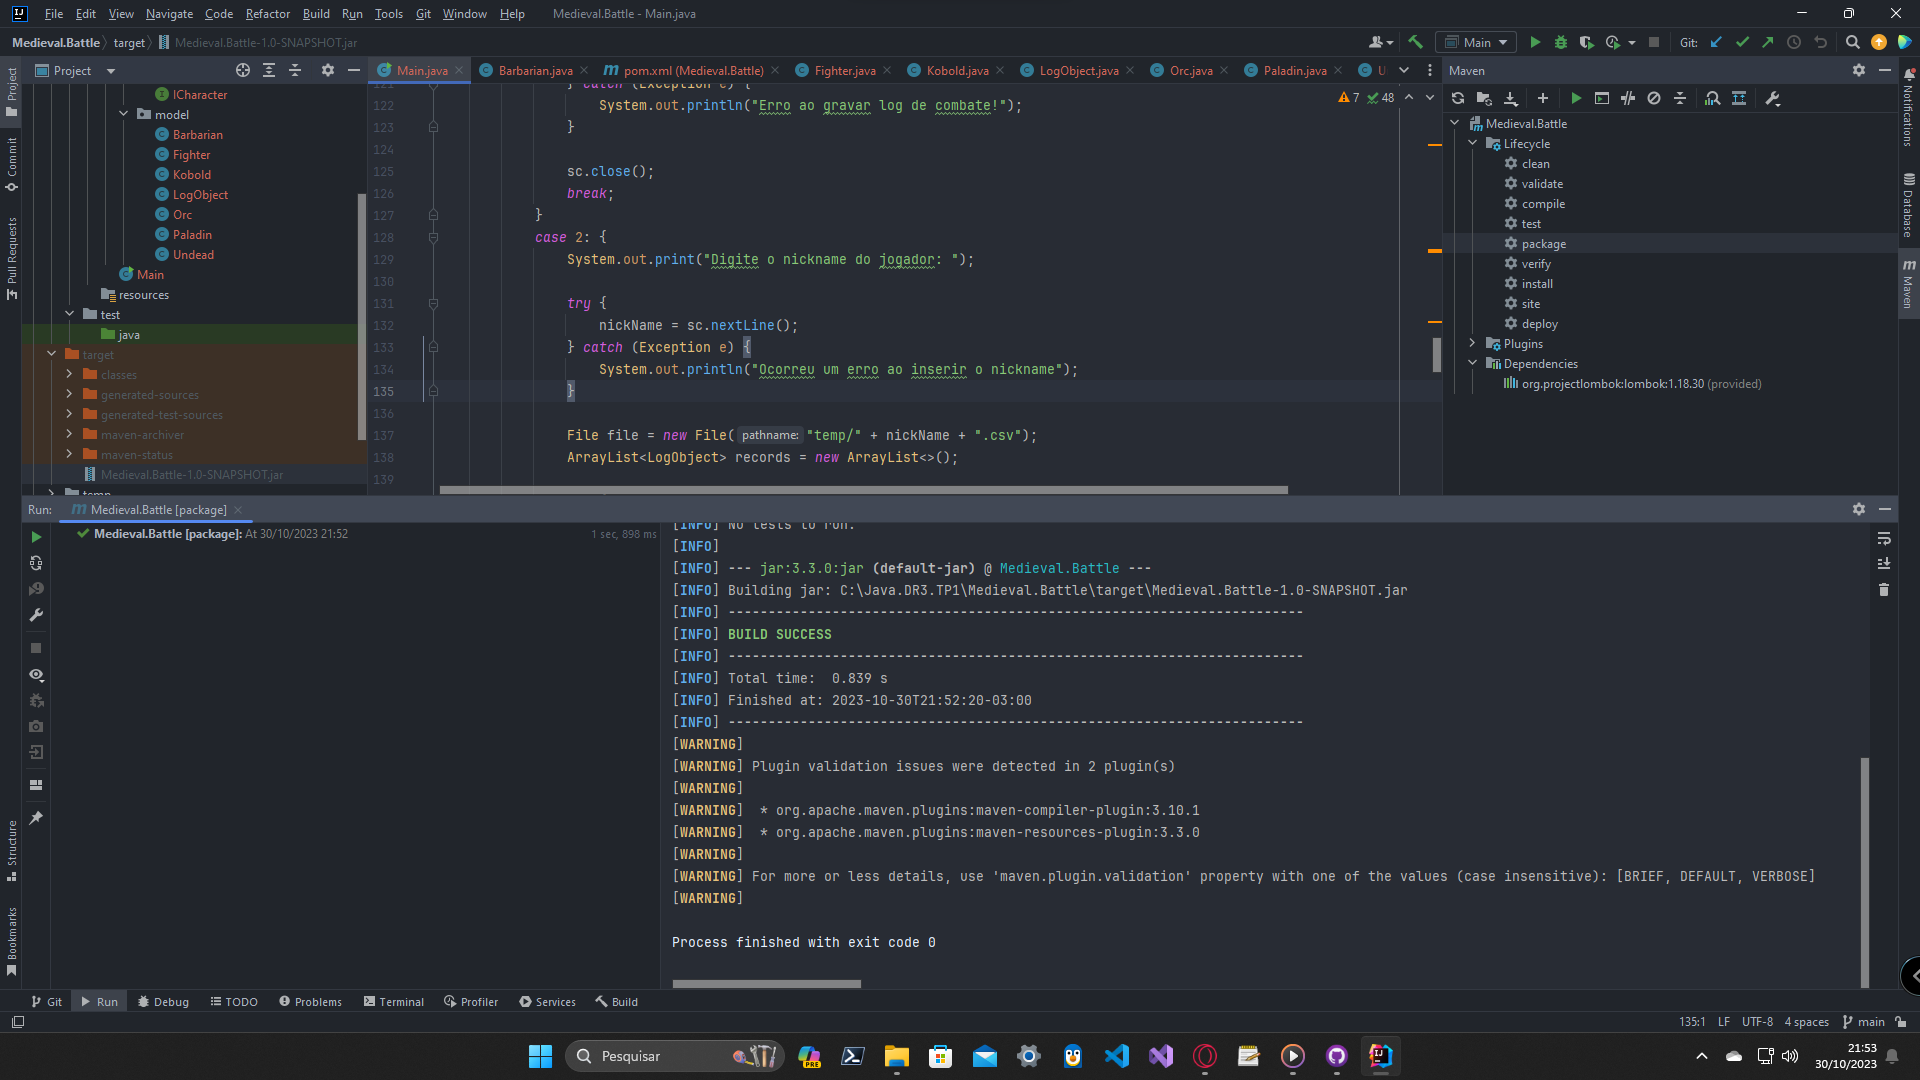 File Edit View Navigate Code Refactor Build Run Tools Git Window Help Medieval.Battle - Main.java
Medieval.Battle target Medieval.Battle-1.0-SNAPSHOT.jar Main Git:
Project
Main.java Barbarian.java pom.xml (Medieval.Battle) Fighter.java Kobold.java LogObject.java Orc.java Paladin.java U
Maven
Project
Commit
Pull Requests
Structure
Bookmarks
ICharacter
model
Barbarian
Fighter
Kobold
LogObject
Orc
Paladin
Undead
Main
resources
test
java
target
classes
generated-sources
generated-test-sources
maven-archiver
maven-status
Medieval.Battle-1.0-SNAPSHOT.jar
temp
7 48
121 } catch (Exception e) {
122 System.out.println("Erro ao gravar log de combate!");
123 }
124
125 sc.close();
126 break;
127 }
128 case 2: {
129 System.out.print("Digite o nickname do jogador: ");
130
131 try {
132 nickName = sc.nextLine();
133 } catch (Exception e) {
134 System.out.println("Ocorreu um erro ao inserir o nickname");
135 }
136
137 File file = new File( pathname: "temp/" + nickName + ".csv");
138 ArrayList<LogObject> records = new ArrayList<>();
139
Medieval.Battle
Lifecycle
clean
validate
compile
test
package
verify
install
site
deploy
Plugins
Dependencies
org.projectlombok:lombok:1.18.30 (provided)
Notifications
Database
Maven
Run: Medieval.Battle [package]
Medieval.Battle [package]: At 30/10/2023 21:52 1 sec, 898 ms
[INFO] No tests to run.
[INFO]
[INFO] --- jar:3.3.0:jar (default-jar) @ Medieval.Battle ---
[INFO] Building jar: C:\Java.DR3.TP1\Medieval.Battle\target\Medieval.Battle-1.0-SNAPSHOT.jar
[INFO] ------------------------------------------------------------------------
[INFO] BUILD SUCCESS
[INFO] ------------------------------------------------------------------------
[INFO] Total time:  0.839 s
[INFO] Finished at: 2023-10-30T21:52:20-03:00
[INFO] ------------------------------------------------------------------------
[WARNING]
[WARNING] Plugin validation issues were detected in 2 plugin(s)
[WARNING]
[WARNING]  * org.apache.maven.plugins:maven-compiler-plugin:3.10.1
[WARNING]  * org.apache.maven.plugins:maven-resources-plugin:3.3.0
[WARNING]
[WARNING] For more or less details, use 'maven.plugin.validation' property with one of the values (case insensitive): [BRIEF, DEFAULT, VERBOSE]
[WARNING]
Process finished with exit code 0
Git Run Debug TODO Problems Terminal Profiler Services Build
135:1 LF UTF-8 4 spaces main
Pesquisar PRE
21:53
30/10/2023